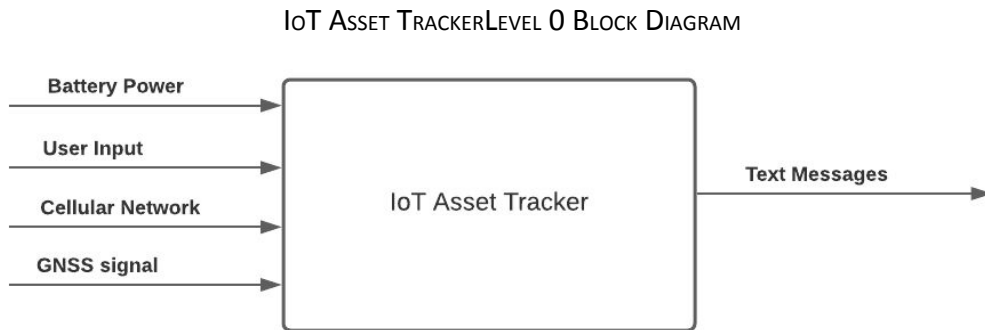 IoT Asset TrackerLevel 0 Block Diagram
Battery Power
User Input
Cellular Network
GNSS signal
IoT Asset Tracker
Text Messages